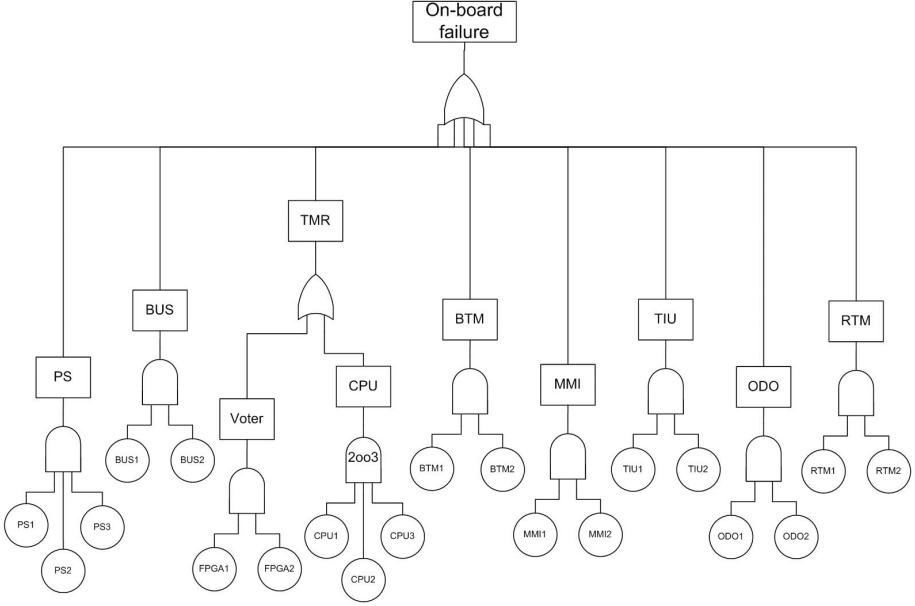 On-board
failure
TMR
BUS
BTM
TIU
RTM
PS
CPU
MMI
ODO
Voter
2oo3
BUS1
BUS2
BTM1
BTM2
TIU1
TIU2
RTM1
RTM2
PS1
PS3
PS2
CPU1
CPU3
MMI1
MMI2
ODO1
ODO2
FPGA1
FPGA2
CPU2